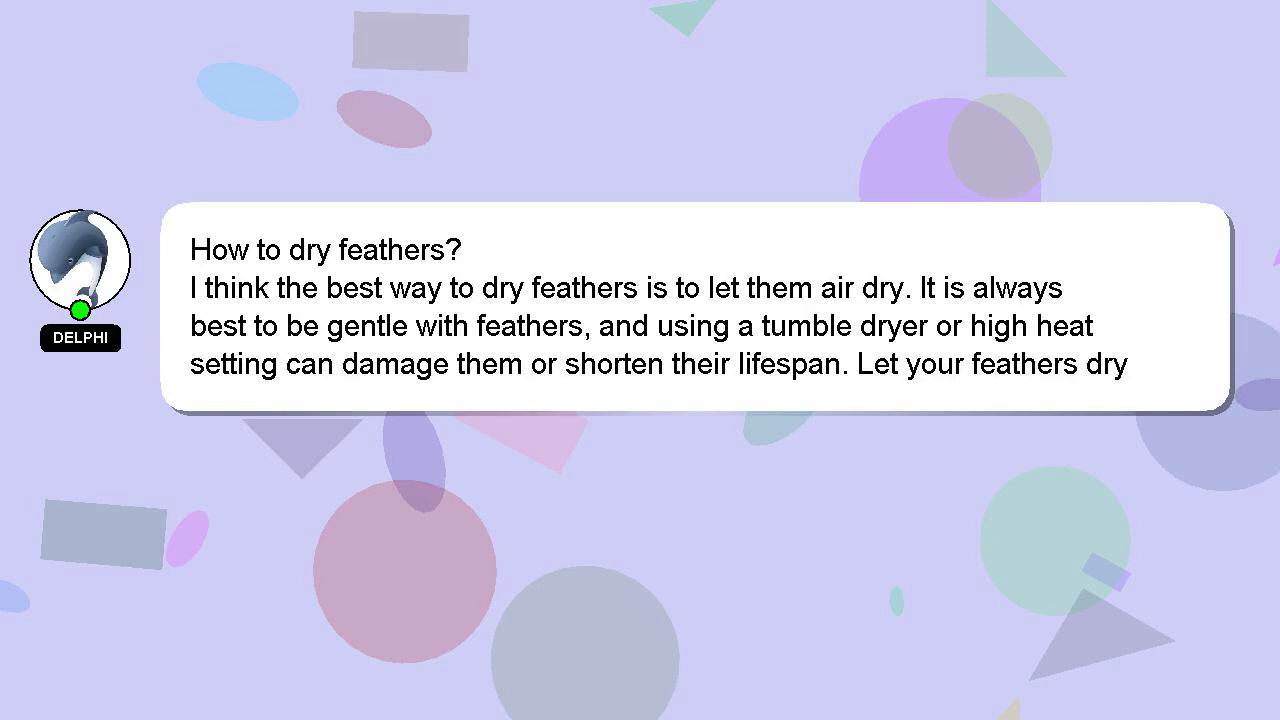 How to dry feathers?
I think the best way to dry feathers is to let them air dry. It is always
best to be gentle with feathers, and using a tumble dryer or high heat
setting can damage them or shorten their lifespan. Let your feathers dry
DELPHI